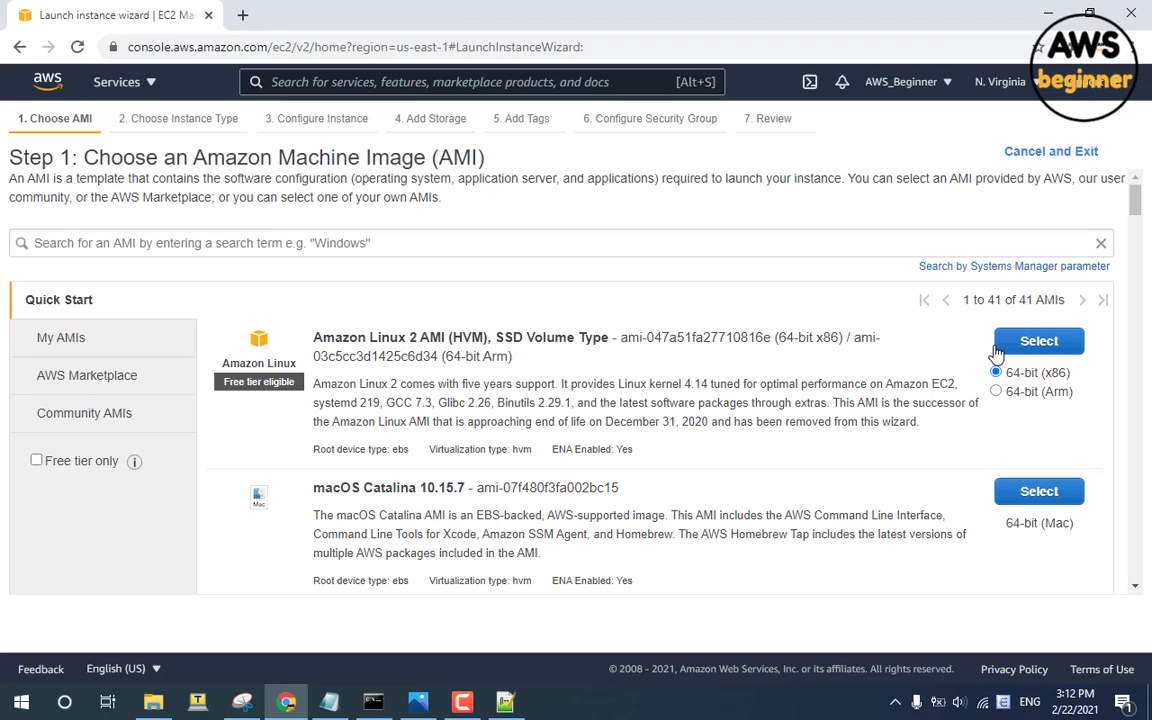 Launch instance wizard | EC2 Ma
console.aws.amazon.com/ec2/v2/home?region=us-east-1#LaunchInstanceWizard:
AWS
beginner
aws
Services
Search for services, features, marketplace products, and docs
[Alt+S]
AWS_Beginner
N. Virginia
1. Choose AMI
2. Choose Instance Type
3. Configure Instance
4. Add Storage
5. Add Tags
6. Configure Security Group
7. Review
Step 1: Choose an Amazon Machine Image (AMI)
Cancel and Exit
An AMI is a template that contains the software configuration (operating system, application server, and applications) required to launch your instance. You can select an AMI provided by AWS, our user
community, or the AWS Marketplace; or you can select one of your own AMIs.
Search for an AMI by entering a search term e.g. "Windows"
Search by Systems Manager parameter
Quick Start
1 to 41 of 41 AMIs
My AMIs
AWS Marketplace
Community AMIs
Free tier only
Amazon Linux
Free tier eligible
Amazon Linux 2 AMI (HVM), SSD Volume Type - ami-047a51fa27710816e (64-bit x86) / ami-
03c5cc3d1425c6d34 (64-bit Arm)
Amazon Linux 2 comes with five years support. It provides Linux kernel 4.14 tuned for optimal performance on Amazon EC2,
systemd 219, GCC 7.3, Glibc 2.26, Binutils 2.29.1, and the latest software packages through extras. This AMI is the successor of
the Amazon Linux AMI that is approaching end of life on December 31, 2020 and has been removed from this wizard.
Root device type: ebs
Virtualization type: hvm
ENA Enabled: Yes
Select
64-bit (x86)
64-bit (Arm)
Mac
macOS Catalina 10.15.7 - ami-07f480f3fa002bc15
The macOS Catalina AMI is an EBS-backed, AWS-supported image. This AMI includes the AWS Command Line Interface,
Command Line Tools for Xcode, Amazon SSM Agent, and Homebrew. The AWS Homebrew Tap includes the latest versions of
multiple AWS packages included in the AMI.
Root device type: ebs
Virtualization type: hvm
ENA Enabled: Yes
Select
64-bit (Mac)
Feedback
English (US)
© 2008 - 2021, Amazon Web Services, Inc. or its affiliates. All rights reserved.
Privacy Policy
Terms of Use
ENG
3:12 PM
2/22/2021
1